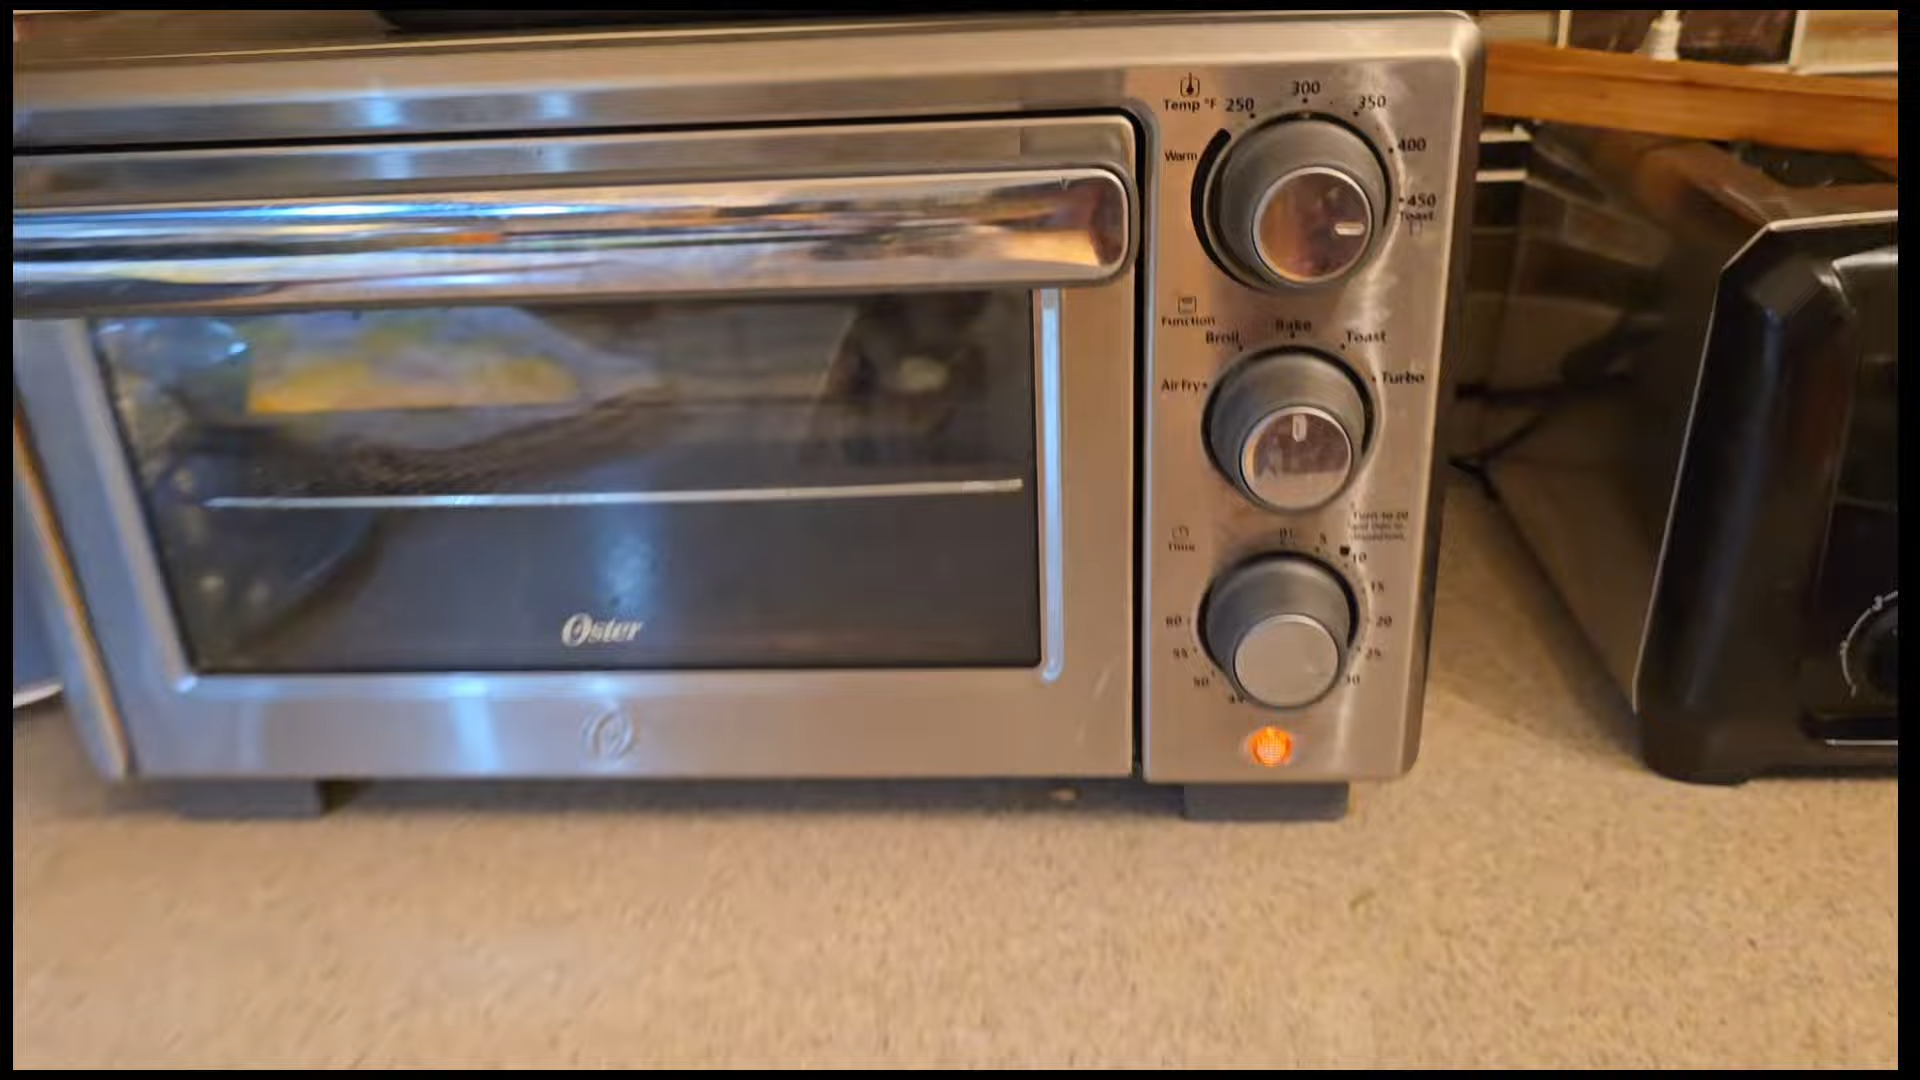 Temp °F 250 300 350
Warm 400
450
Toast
Function
Broil Bake Toast
Air Fry Turbo
Time 5
10
15
60 20
55 25
50 30
45
Oster